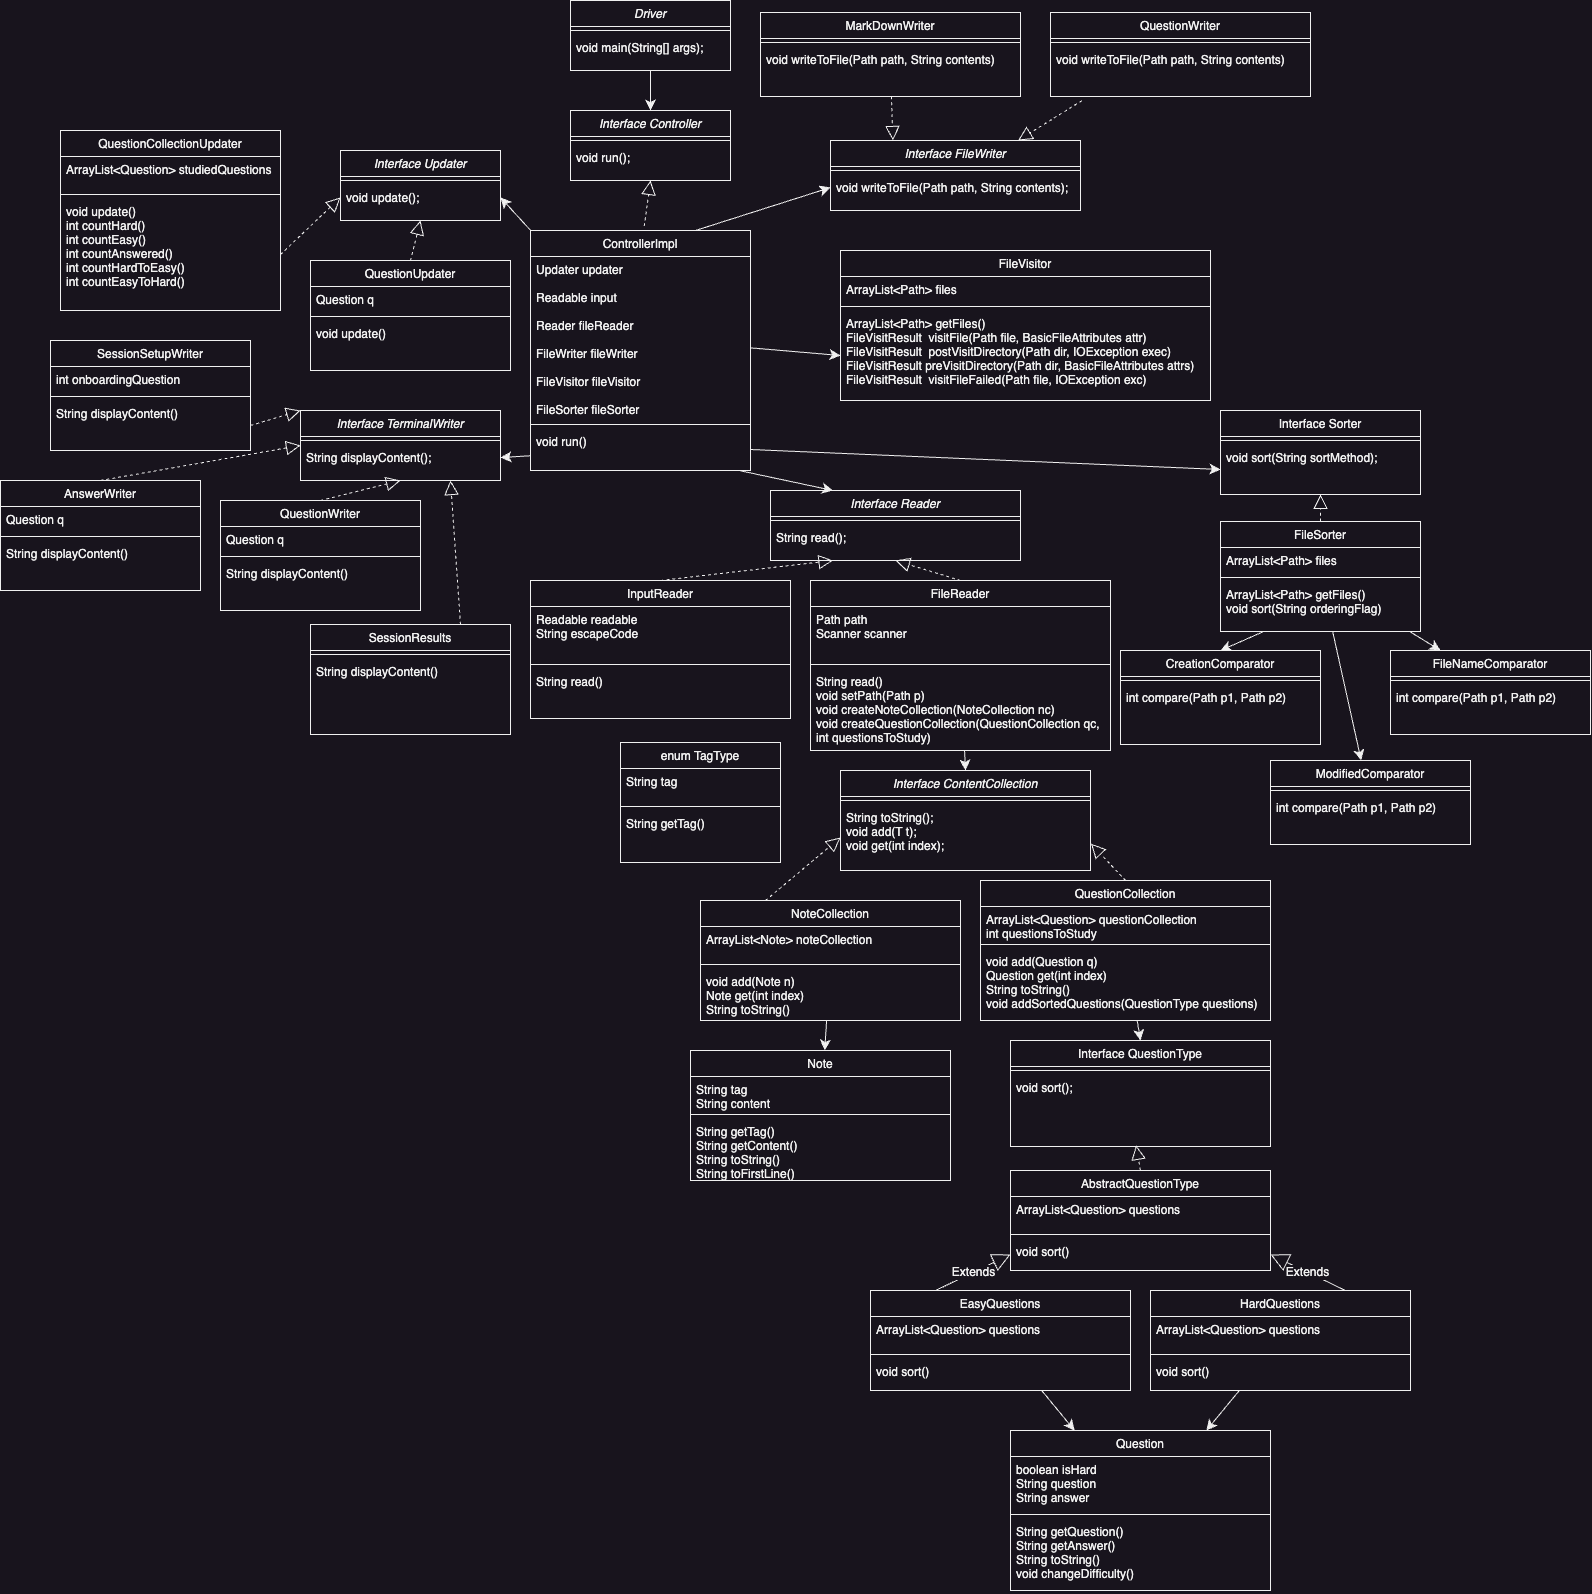 Driver
void main(String[] args);
MarkDownWriter
void writeToFile(Path path, String contents)
QuestionWriter
void writeToFile(Path path, String contents)
Interface Controller
void run();
QuestionCollectionUpdater
ArrayList<Question> studiedQuestions
void update()
int countHard()
int countEasy()
int countAnswered()
int countHardToEasy()
int countEasyToHard()
Interface Updater
void update();
Interface FileWriter
void writeToFile(Path path, String contents);
QuestionUpdater
Question q
void update()
ControllerImpl
Updater updater
Readable input
Reader fileReader
FileWriter fileWriter
FileVisitor fileVisitor
FileSorter fileSorter
void run()
FileVisitor
ArrayList<Path> files
ArrayList<Path> getFiles()
FileVisitResult  visitFile(Path file, BasicFileAttributes attr)
FileVisitResult  postVisitDirectory(Path dir, IOException exec)
FileVisitResult preVisitDirectory(Path dir, BasicFileAttributes attrs)
FileVisitResult  visitFileFailed(Path file, IOException exc)
SessionSetupWriter
int onboardingQuestion
String displayContent()
Interface TerminalWriter
String displayContent();
Interface Sorter
void sort(String sortMethod);
AnswerWriter
Question q
String displayContent()
QuestionWriter
Question q
String displayContent()
Interface Reader
String read();
FileSorter
ArrayList<Path> files
ArrayList<Path> getFiles()
void sort(String orderingFlag)
SessionResults
String displayContent()
InputReader
Readable readable
String escapeCode
String read()
FileReader
Path path
Scanner scanner
String read()
void setPath(Path p)
void createNoteCollection(NoteCollection nc)
void createQuestionCollection(QuestionCollection qc,
int questionsToStudy)
CreationComparator
int compare(Path p1, Path p2)
FileNameComparator
int compare(Path p1, Path p2)
enum TagType
String tag
String getTag()
Interface ContentCollection
String toString();
void add(T t);
void get(int index);
ModifiedComparator
int compare(Path p1, Path p2)
NoteCollection
ArrayList<Note> noteCollection
void add(Note n)
Note get(int index)
String toString()
QuestionCollection
ArrayList<Question> questionCollection
int questionsToStudy
void add(Question q)
Question get(int index)
String toString()
void addSortedQuestions(QuestionType questions)
Note
String tag
String content
String getTag()
String getContent()
String toString()
String toFirstLine()
Interface QuestionType
void sort();
AbstractQuestionType
ArrayList<Question> questions
void sort()
Extends
Extends
EasyQuestions
ArrayList<Question> questions
void sort()
HardQuestions
ArrayList<Question> questions
void sort()
Question
boolean isHard
String question
String answer
String getQuestion()
String getAnswer()
String toString()
void changeDifficulty()